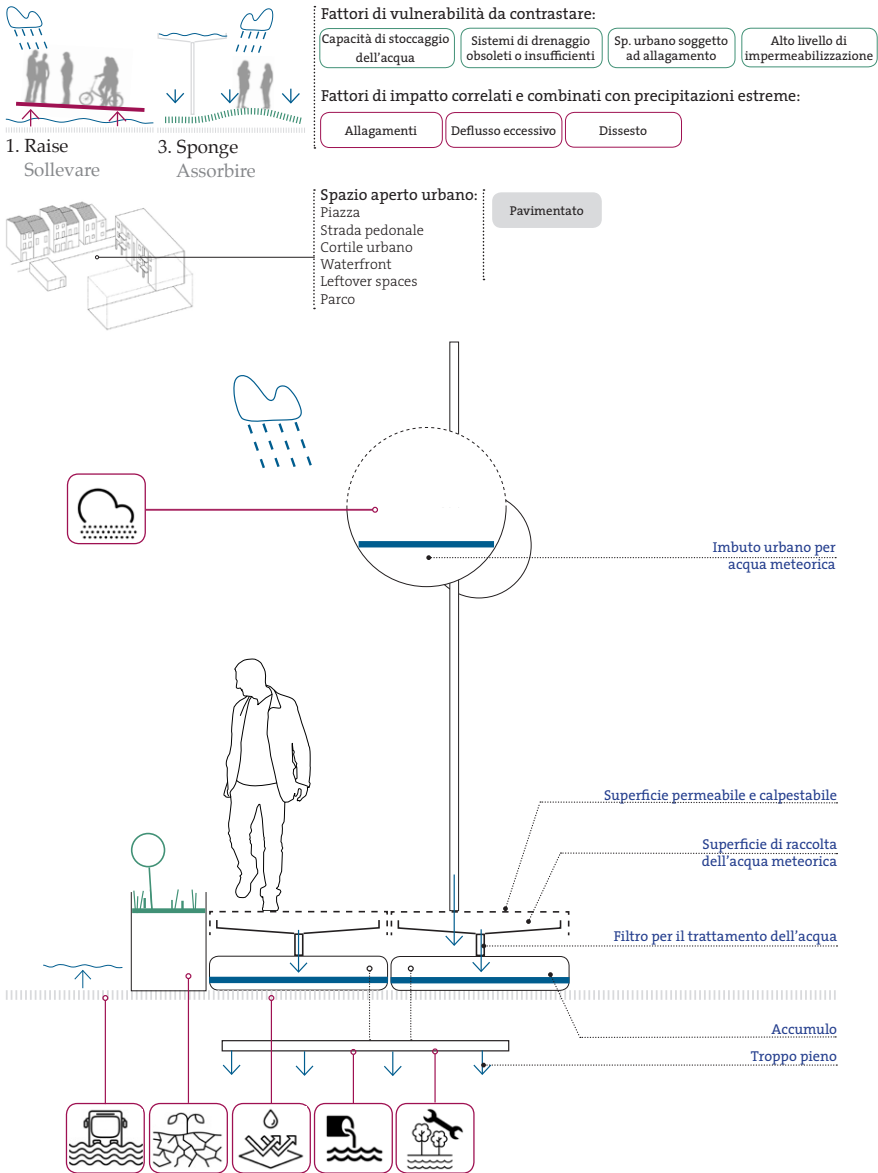 Fattori di vulnerabilità da contrastare:
Capacità di stoccaggio
dell'acqua
Sistemi di drenaggio
obsoleti o insufficienti
Sp. urbano soggetto
ad allagamento
Alto livello di
impermeabilizzazione
Fattori di impatto correlati e combinati con precipitazioni estreme:
Allagamenti
Deflusso eccessivo
Dissesto
1. Raise
Sollevare
3. Sponge
Assorbire
Spazio aperto urbano:
Piazza
Strada pedonale
Cortile urbano
Waterfront
Leftover spaces
Parco
Pavimentato
Imbuto urbano per
acqua meteorica
Superficie permeabile e calpestabile
Superficie di raccolta
dell'acqua meteorica
Filtro per il trattamento dell'acqua
Accumulo
Troppo pieno